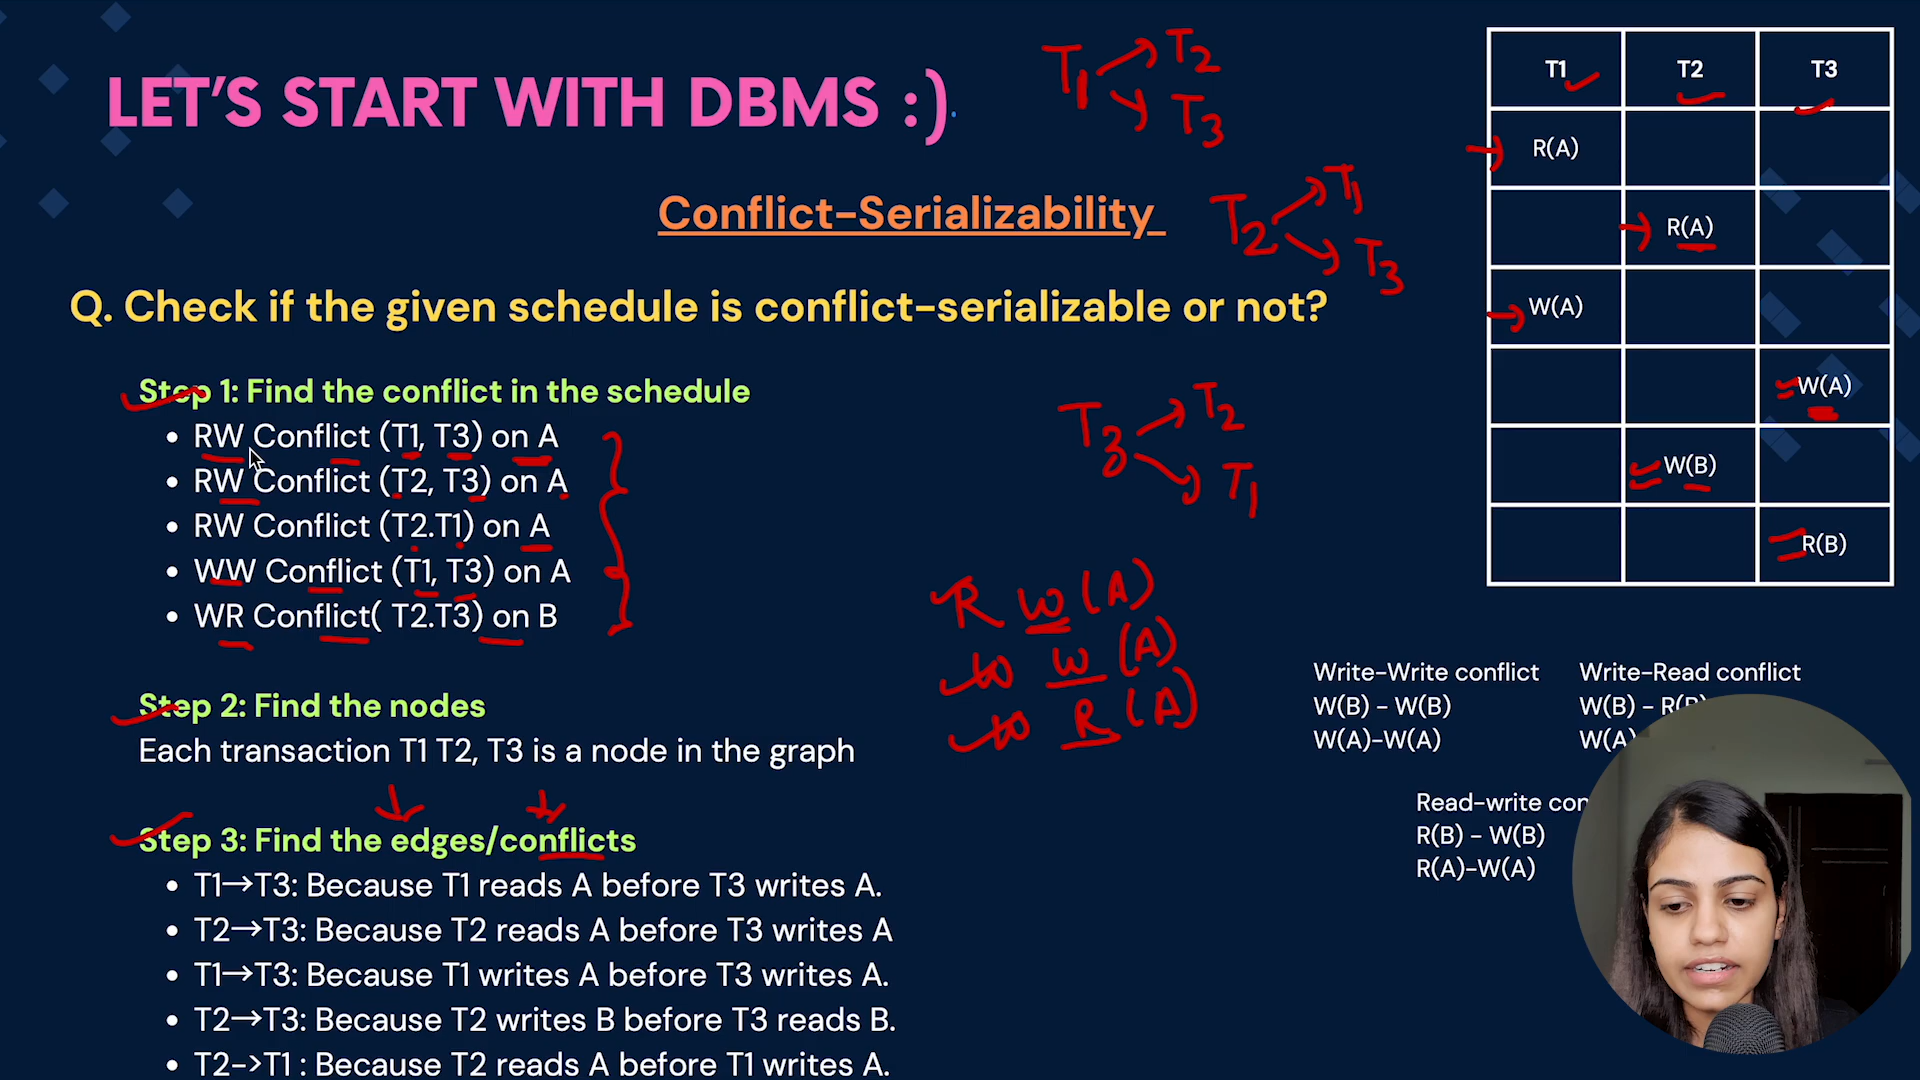 LET'S START WITH DBMS :)
Conflict-Serializability
Q. Check if the given schedule is conflict-serializable or not?
Step 1: Find the conflict in the schedule
• RW Conflict (T1, T3) on A
• RW Conflict (T2, T3) on A
• RW Conflict (T2.T1) on A
• WW Conflict (T1, T3) on A
• WR Conflict( T2.T3) on B
Step 2: Find the nodes
Each transaction T1 T2, T3 is a node in the graph
Step 3: Find the edges/conflicts
• T1→T3: Because T1 reads A before T3 writes A.
• T2→T3: Because T2 reads A before T3 writes A
• T1→T3: Because T1 writes A before T3 writes A.
• T2→T3: Because T2 writes B before T3 reads B.
• T2->T1 : Because T2 reads A before T1 writes A.
T1 → T2
→ T3
T2 → T1
→ T3
T3 → T2
→ T1
R W (A)
W W (A)
W R (A)
T1 T2 T3
R(A)
R(A)
W(A)
W(A)
W(B)
R(B)
Write-Write conflict
W(B) - W(B)
W(A)-W(A)
Write-Read conflict
W(B) - R(B)
W(A)
Read-write
R(B) - W(B)
R(A)-W(A)